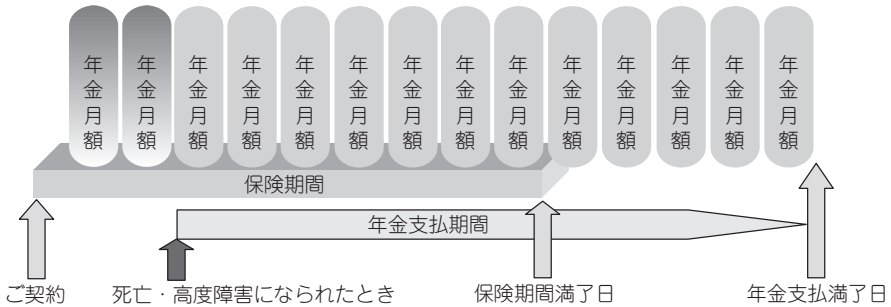 年金月額 年金月額 年金月額 年金月額 年金月額 年金月額 年金月額 年金月額 年金月額 年金月額 年金月額 年金月額 年金月額 年金月額
保険期間
年金支払期間
ご契約 死亡・高度障害になられたとき 保険期間満了日 年金支払満了日